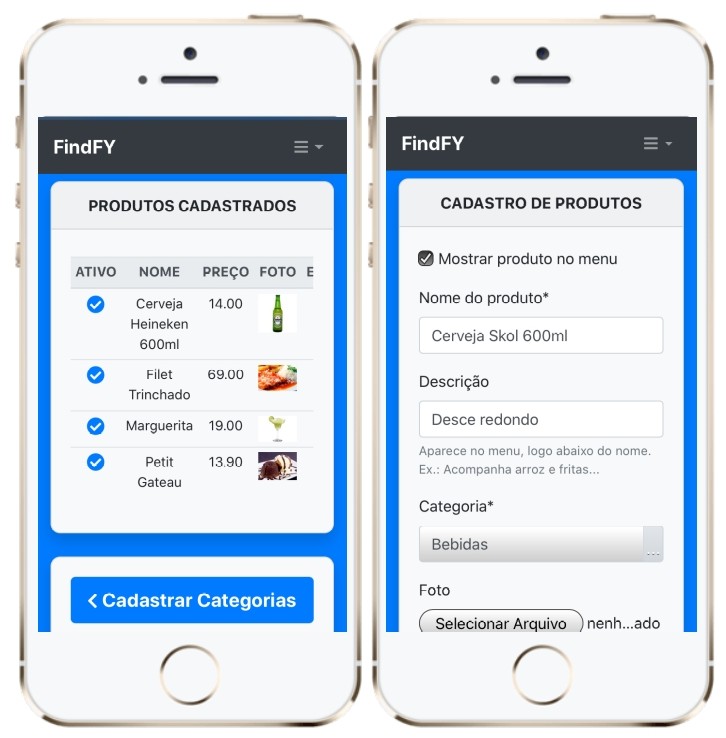 FindFY
PRODUTOS CADASTRADOS
ATIVO NOME PREÇO FOTO E
Cerveja 14.00
Heineken
600ml
Filet 69.00
Trinchado
Marguerita 19.00
Petit 13.90
Gateau
Cadastrar Categorias
FindFY
CADASTRO DE PRODUTOS
Mostrar produto no menu
Nome do produto*
Cerveja Skol 600ml
Descrição
Desce redondo
Aparece no menu, logo abaixo do nome.
Ex.: Acompanha arroz e fritas...
Categoria*
Bebidas
...
Foto
Selecionar Arquivo nenh...ado